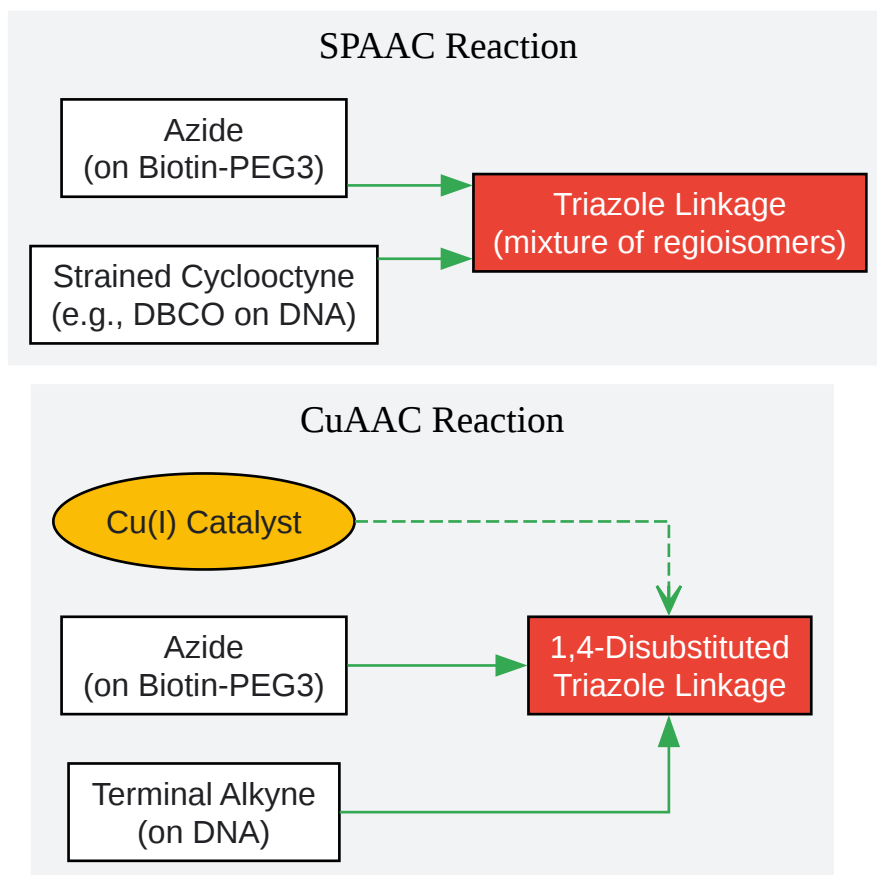 SPAAC Reaction
Azide
(on Biotin-PEG3)
Strained Cyclooctyne
(e.g., DBCO on DNA)
Triazole Linkage
(mixture of regioisomers)
CuAAC Reaction
Cu(I) Catalyst
Azide
(on Biotin-PEG3)
Terminal Alkyne
(on DNA)
1,4-Disubstituted
Triazole Linkage